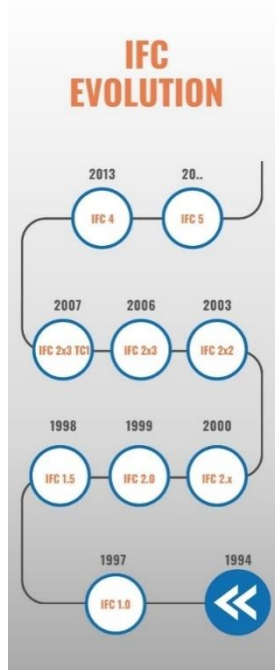 IFC
EVOLUTION
2013 20..
IFC 4 IFC 5
2007 2006 2003
IFC 2x3 TC1 IFC 2x3 IFC 2x2
1998 1999 2000
IFC 1.5 IFC 2.0 IFC 2.x
1997 1994
IFC 1.0